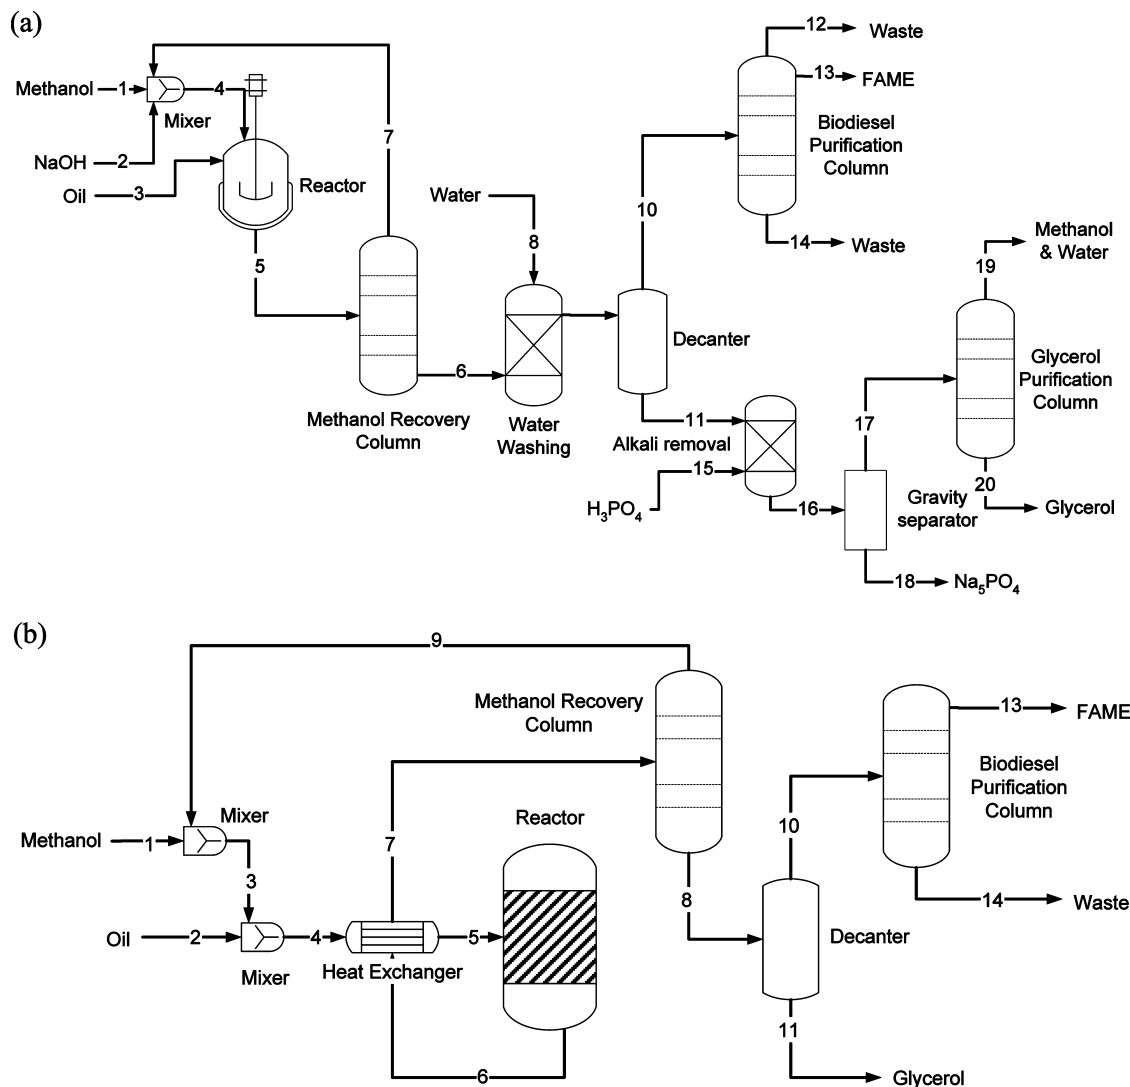 (a)
12
Waste
13
FAME
Methanol
1
4
Mixer
7
Biodiesel
Purification
Column
NaOH
2
Oil
3
Reactor
Water
8
10
14
Waste
Methanol
& Water
19
5
Decanter
Glycerol
Purification
Column
6
Methanol Recovery
Column
Water
Washing
11
Alkali removal
15
H3PO4
16
17
Gravity
separator
20
Glycerol
18
Na5PO4
(b)
9
Methanol Recovery
Column
13
FAME
Biodiesel
Purification
Column
Mixer
Reactor
Methanol
1
7
10
3
8
14
Waste
Oil
2
4
5
Mixer
Heat Exchanger
Decanter
11
6
Glycerol